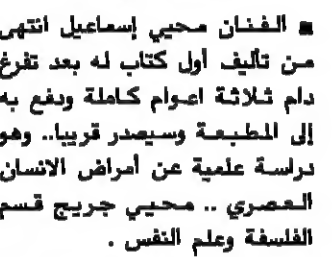 ■ الفنان محيي إسماعيل انتهى
من تأليف أول كتاب له بعد تفرغ
دام ثلاثة اعوام كاملة ودفع به
إلى المطبعة وسيصدر قريبا.. وهو
دراسة علمية عن أمراض الانسان
العصري .. محيي جريج قسم
الفلسفة وعلم النفس .